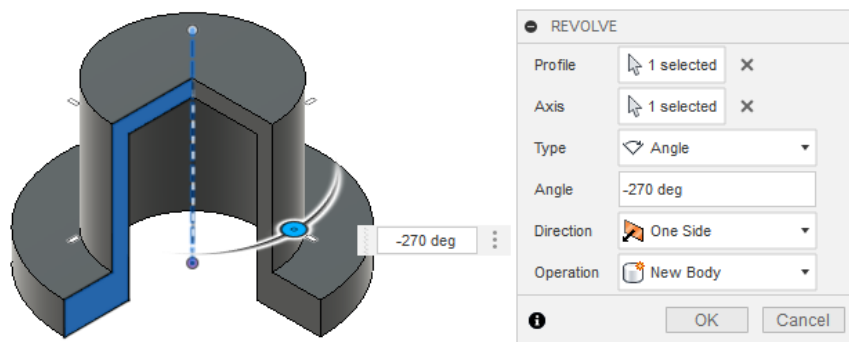 REVOLVE
Profile 1 selected
Axis 1 selected
Type Angle
Angle -270 deg
-270 deg
Direction One Side
Operation New Body
OK Cancel